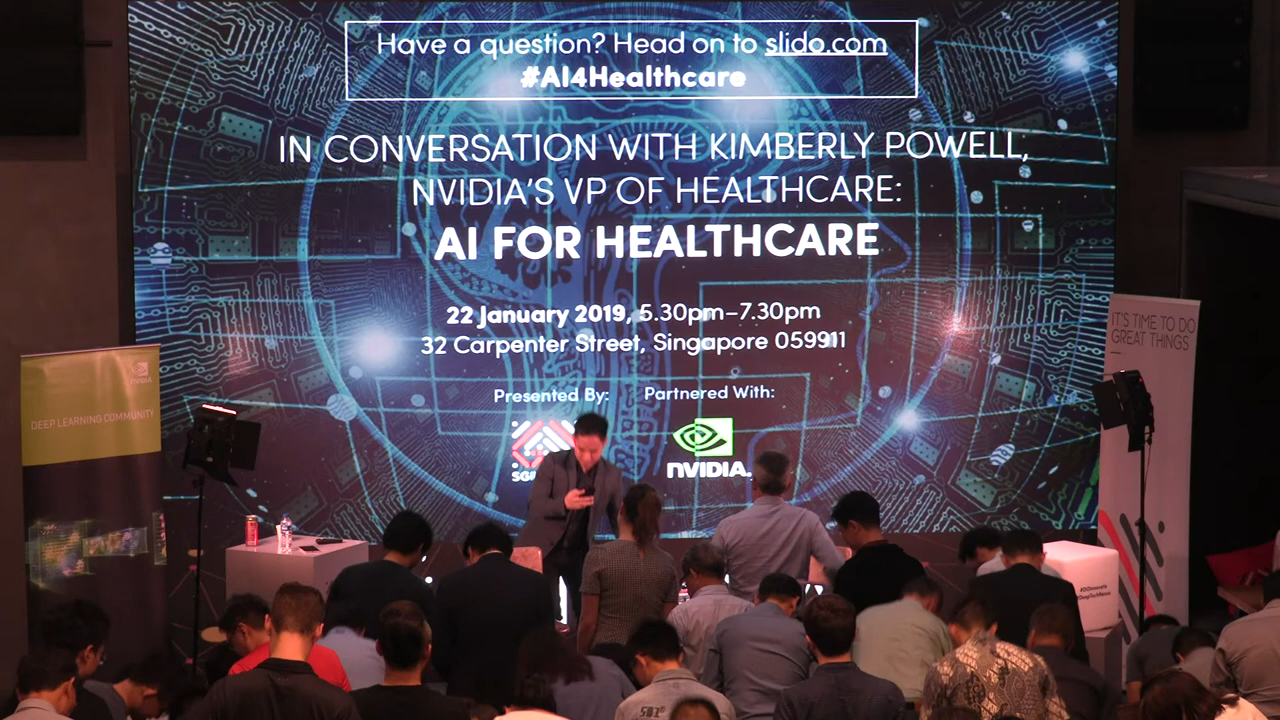 Have a question? Head on to slido.com
#AI4Healthcare
IN CONVERSATION WITH KIMBERLY POWELL,
NVIDIA'S VP OF HEALTHCARE:
AI FOR HEALTHCARE
22 January 2019, 5.30pm–7.30pm
32 Carpenter Street, Singapore 059911
Presented By: Partnered With:
NVIDIA.
NVIDIA
DEEP LEARNING COMMUNITY
IT'S TIME TO DO
GREAT THINGS